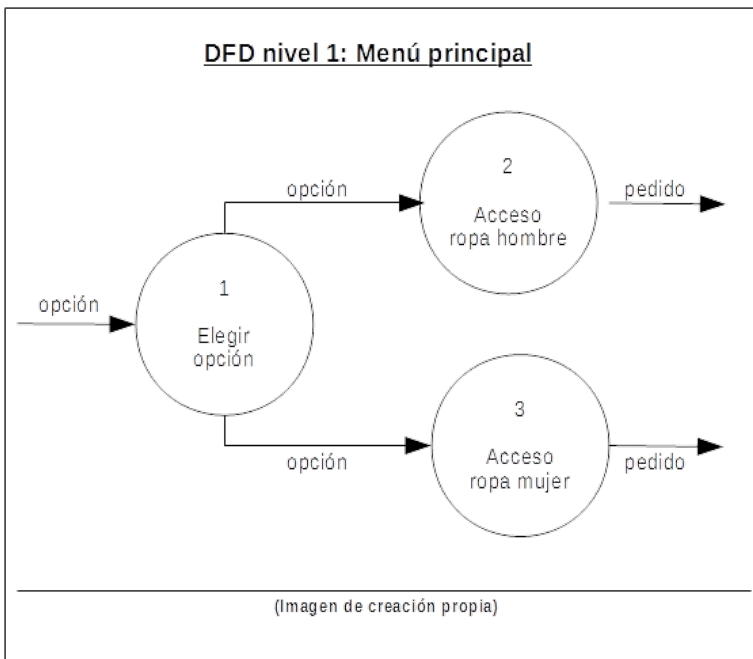 DFD nivel 1: Menú principal
opción
1
Elegir
opción
opción
2
Acceso
ropa hombre
pedido
opción
3
Acceso
ropa mujer
pedido
(Imagen de creación propia)